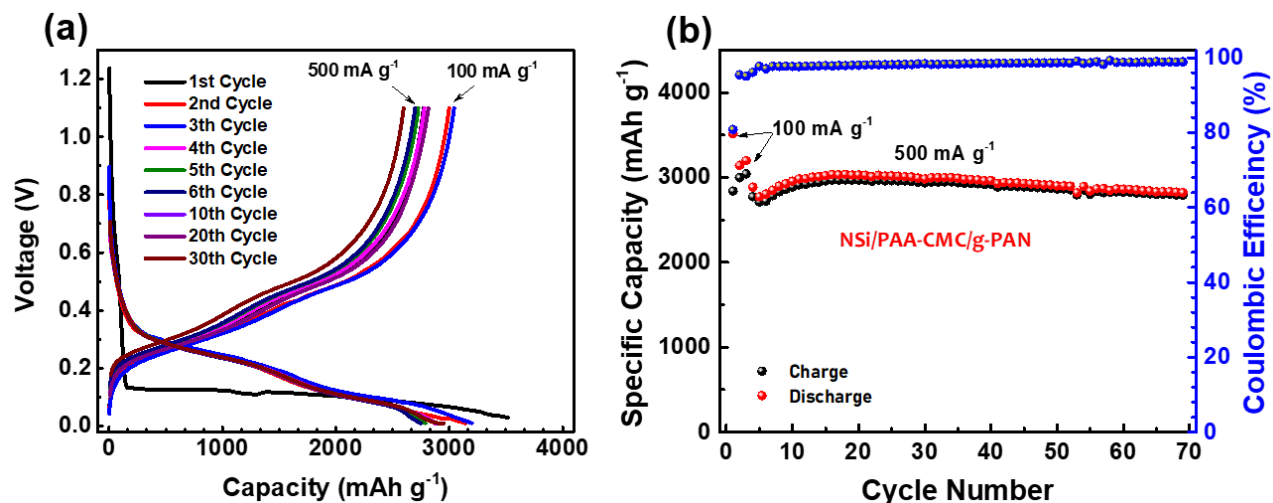 (a)
Voltage (V)
1.2
1.0
0.8
0.6
0.4
0.2
0.0
1st Cycle
2nd Cycle
3th Cycle
4th Cycle
5th Cycle
6th Cycle
10th Cycle
20th Cycle
30th Cycle
500 mA g⁻¹
100 mA g⁻¹
0 1000 2000 3000 4000
Capacity (mAh g⁻¹)
(b)
Specific Capacity (mAh g⁻¹)
4000
3000
2000
1000
0
100 mA g⁻¹
500 mA g⁻¹
NSi/PAA-CMC/g-PAN
Charge
Discharge
0 10 20 30 40 50 60 70
Cycle Number
100
80
60
40
20
0
Coulombic Efficeincy (%)